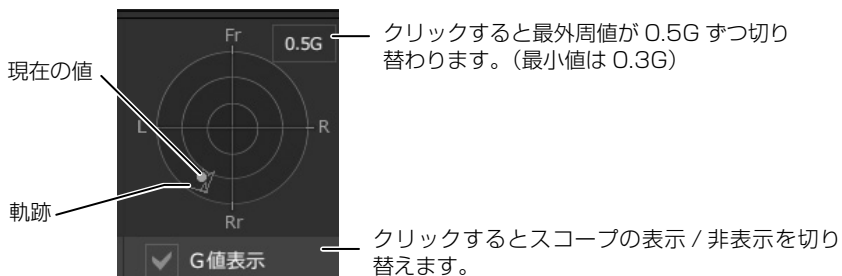 Fr
0.5G
クリックすると最外周値が 0.5G ずつ切り
替わります。（最小値は 0.3G）
現在の値
L
R
軌跡
Rr
G値表示
クリックするとスコープの表示 / 非表示を切り
替えます。